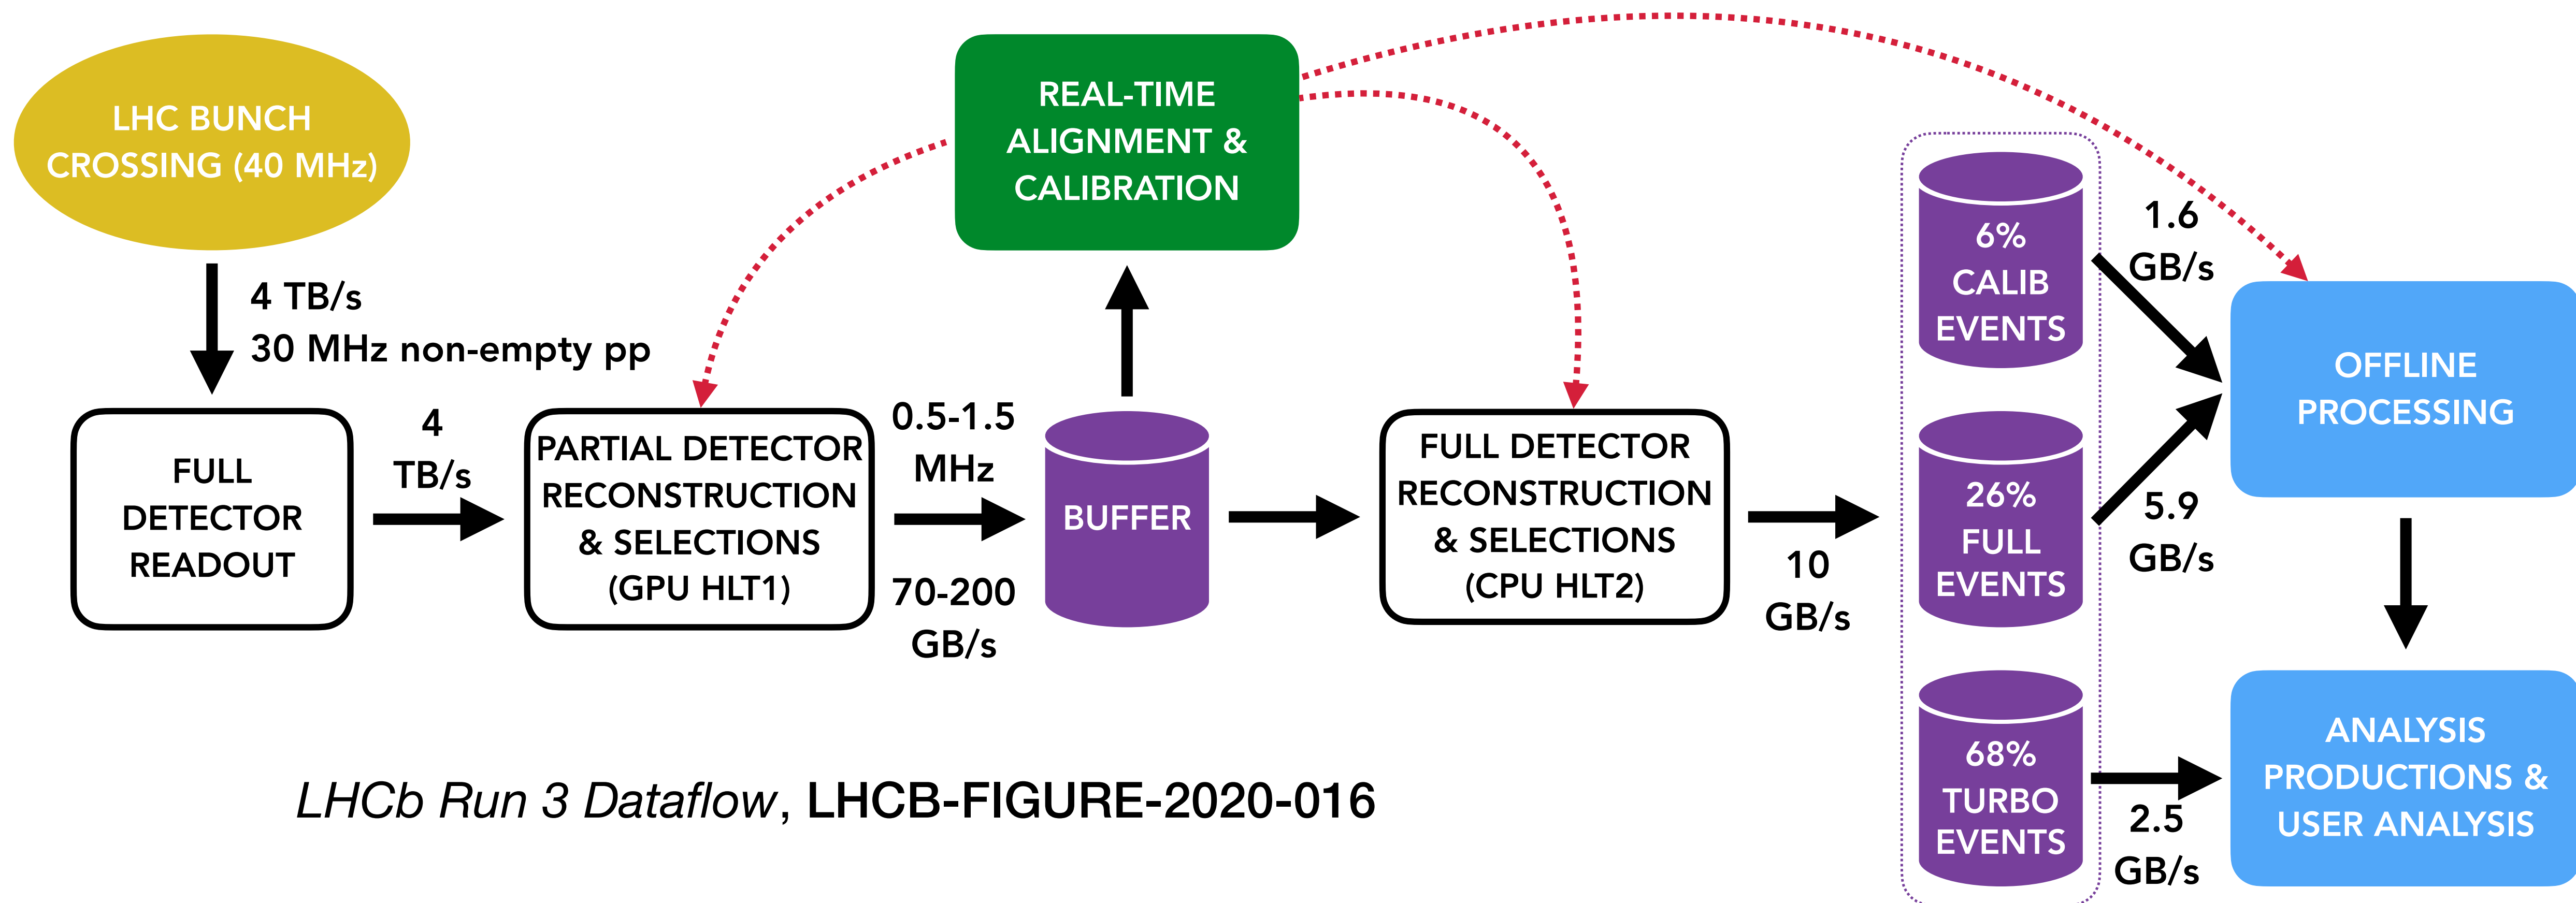 LHC BUNCH
CROSSING (40 MHz)
4 TB/s
30 MHz non-empty pp
FULL
DETECTOR
READOUT
4
TB/s
PARTIAL DETECTOR
RECONSTRUCTION
& SELECTIONS
(GPU HLT1)
0.5-1.5
MHz
70-200
GB/s
BUFFER
REAL-TIME
ALIGNMENT &
CALIBRATION
FULL DETECTOR
RECONSTRUCTION
& SELECTIONS
(CPU HLT2)
10
GB/s
6%
CALIB
EVENTS
1.6
GB/s
26%
FULL
EVENTS
5.9
GB/s
68%
TURBO
EVENTS
2.5
GB/s
OFFLINE
PROCESSING
ANALYSIS
PRODUCTIONS &
USER ANALYSIS
LHCb Run 3 Dataflow, LHCB-FIGURE-2020-016